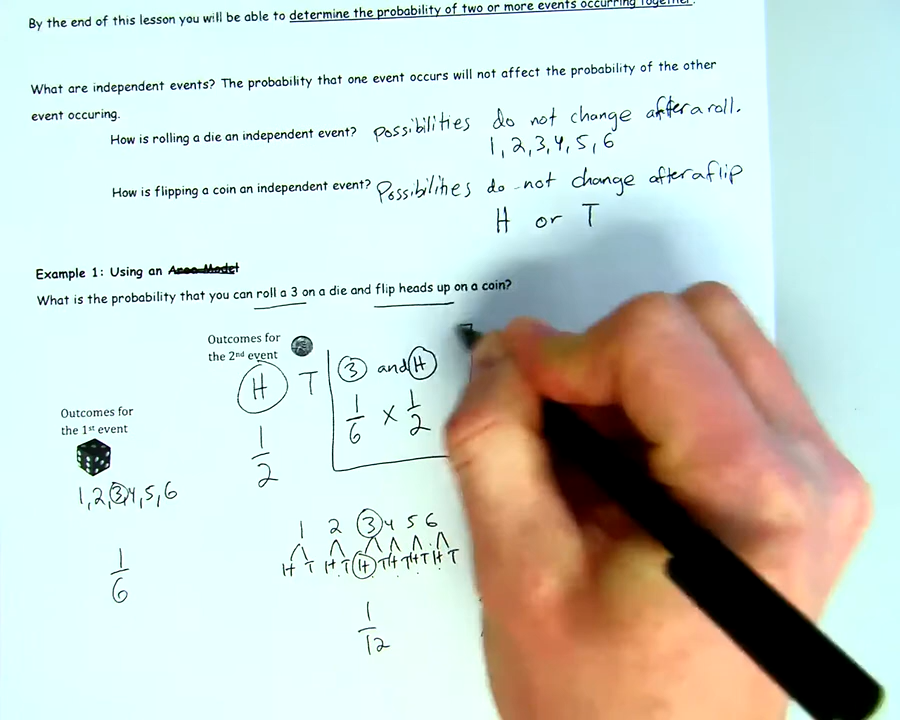 By the end of this lesson you will be able to determine the probability of two or more events occurring together.
What are independent events? The probability that one event occurs will not affect the probability of the other
event occuring.
How is rolling a die an independent event? possibilities do not change after a roll.
1, 2, 3, 4, 5, 6
How is flipping a coin an independent event? Possibilities do not change after a flip
H or T
Example 1: Using an Area Model
What is the probability that you can roll a 3 on a die and flip heads up on a coin?
Outcomes for
the 2nd event
H T
1/2
3 and H
1/6 × 1/2
Outcomes for
the 1st event
1, 2, 3, 4, 5, 6
1/6
1 2 3 4 5 6
H T H T H T H T H T H T
1/12